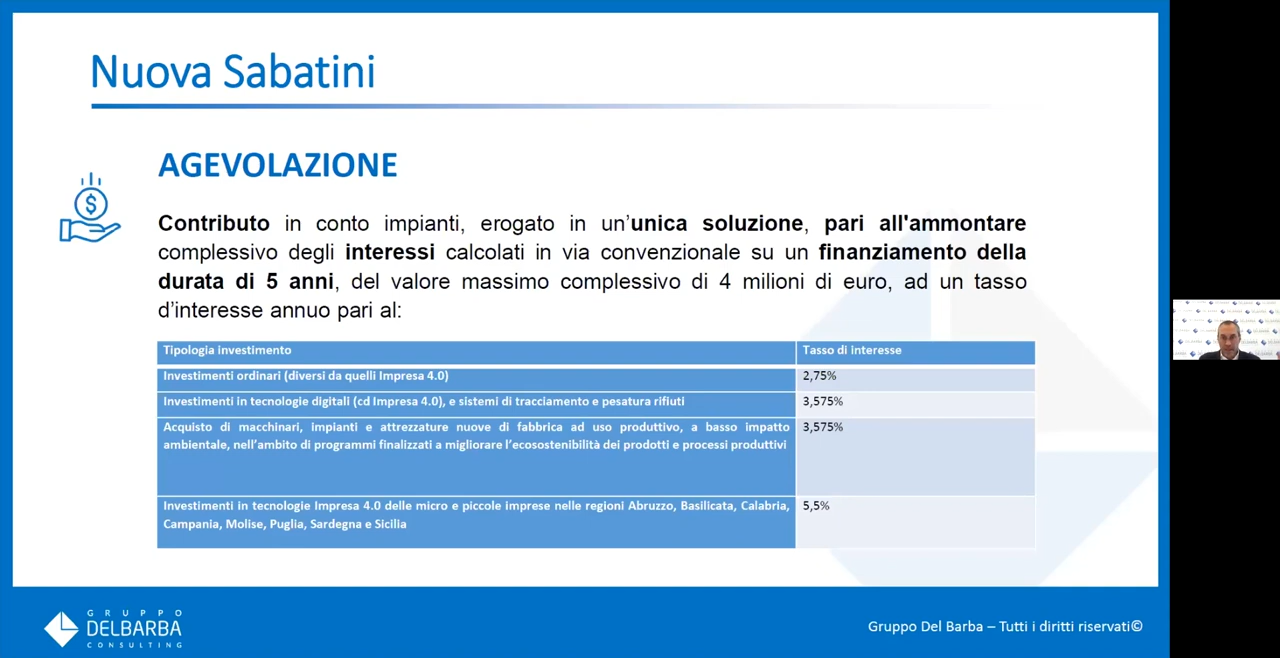 Nuova Sabatini
AGEVOLAZIONE
Contributo in conto impianti, erogato in un'unica soluzione, pari all'ammontare
complessivo degli interessi calcolati in via convenzionale su un finanziamento della
durata di 5 anni, del valore massimo complessivo di 4 milioni di euro, ad un tasso
d'interesse annuo pari al:
Tipologia investimento Tasso di Interesse
Investimenti ordinari (diversi da quelli Impresa 4.0) 2,75%
Investimenti in tecnologie digitali (cd Impresa 4.0), e sistemi di tracciamento e pesatura rifiuti 3,575%
Acquisto di macchinari, impianti e attrezzature nuove di fabbrica ad uso produttivo, a basso impatto 3,575%
ambientale, nell'ambito di programmi finalizzati a migliorare l'ecosostenibilità dei prodotti e processi produttivi
Investimenti in tecnologie Impresa 4.0 delle micro e piccole imprese nelle regioni Abruzzo, Basilicata, Calabria, 5,5%
Campania, Molise, Puglia, Sardegna e Sicilia
GRUPPO
DELBARBA
CONSULTING
Gruppo Del Barba – Tutti i diritti riservati©